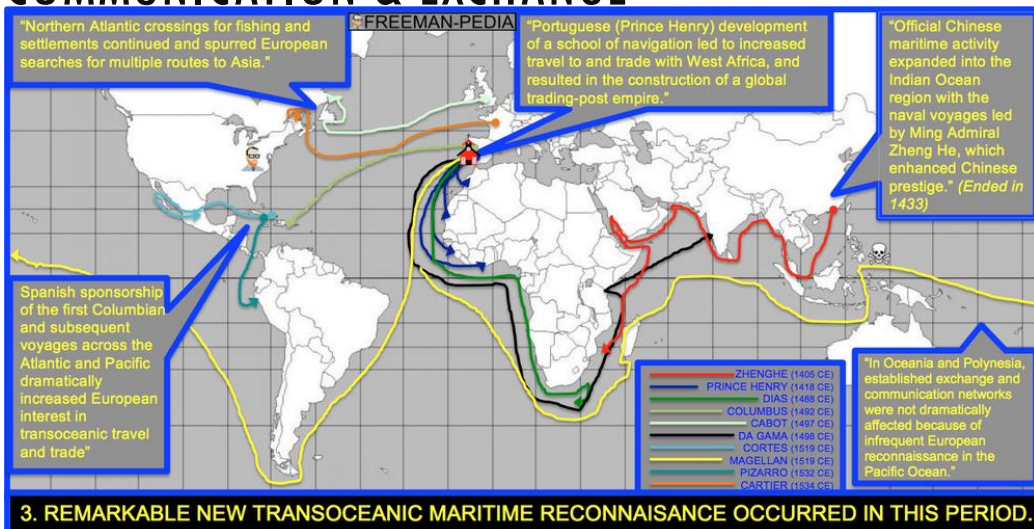 COMMUNICATION & EXCHANGE
FREEMAN-PEDIA
"Northern Atlantic crossings for fishing and
settlements continued and spurred European
searches for multiple routes to Asia."
"Portuguese (Prince Henry) development
of a school of navigation led to increased
travel to and trade with West Africa, and
resulted in the construction of a global
trading-post empire."
"Official Chinese
maritime activity
expanded into the
Indian Ocean
region with the
naval voyages led
by Ming Admiral
Zheng He, which
enhanced Chinese
prestige." (Ended in
1433)
Spanish sponsorship
of the first Columbian
and subsequent
voyages across the
Atlantic and Pacific
dramatically
increased European
interest in
transoceanic travel
and trade"
ZHENGHE (1405 CE)
PRINCE HENRY (1418 CE)
DIAS (1488 CE)
COLUMBUS (1492 CE)
CABOT (1497 CE)
DA GAMA (1498 CE)
CORTES (1519 CE)
MAGELLAN (1519 CE)
PIZARRO (1532 CE)
CARTIER (1534 CE)
"In Oceania and Polynesia,
established exchange and
communication networks
were not dramatically
affected because of
infrequent European
reconnaissance in the
Pacific Ocean."
3. REMARKABLE NEW TRANSOCEANIC MARITIME RECONNAISANCE OCCURRED IN THIS PERIOD.